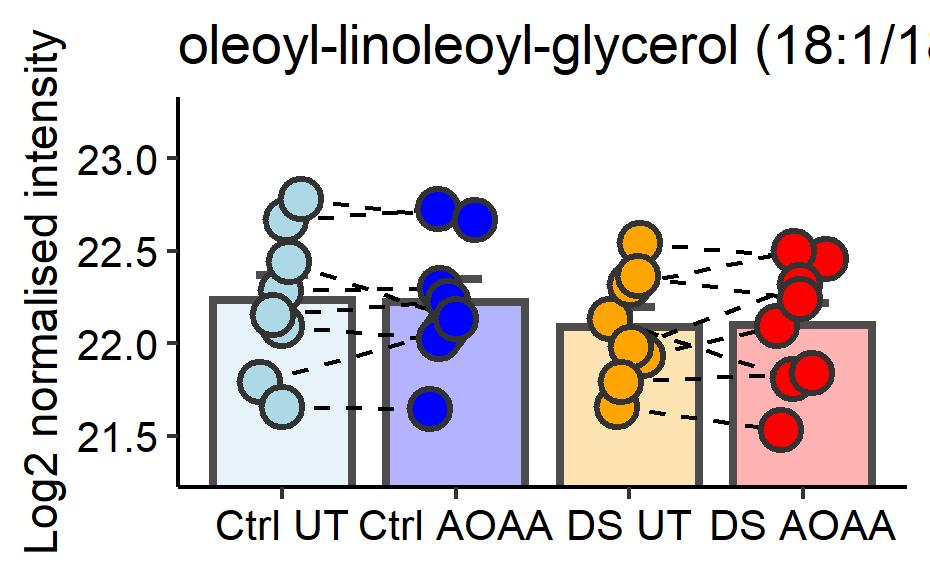 oleoyl-linoleoyl-glycerol (18:1/18
Log2 normalised intensity
23.0
22.5
22.0
21.5
Ctrl UT Ctrl AOAA DS UT DS AOAA